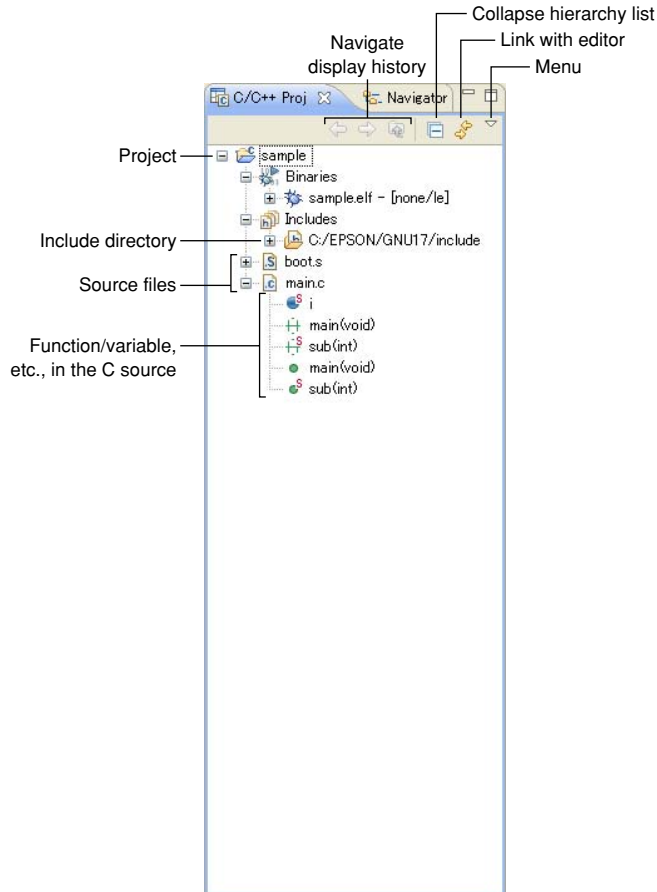 Collapse hierarchy list
Link with editor
Navigate
display history
Menu
C/C++ Proj
Navigator
Project
sample
Binaries
sample.elf - [none/le]
Includes
Include directory
C:/EPSON/GNU17/include
boot.s
Source files
main.c
i
main(void)
Function/variable,
etc., in the C source
sub(int)
main(void)
sub(int)